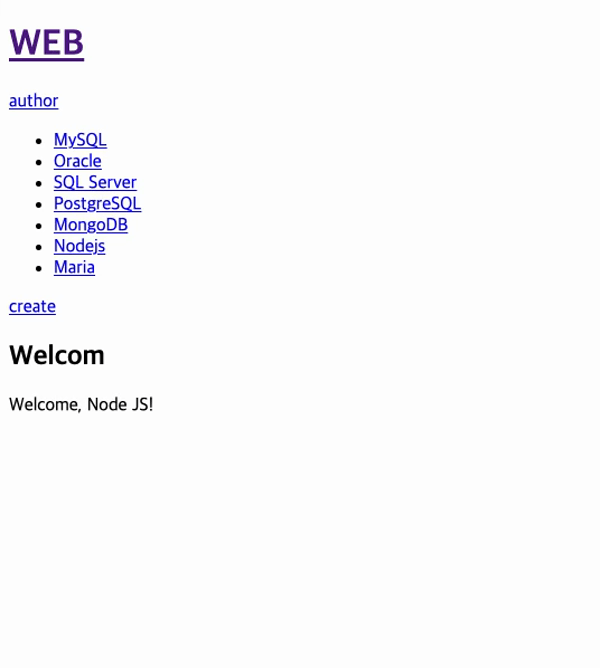 WEB
author
MySQL
Oracle
SQL Server
PostgreSQL
MongoDB
Nodejs
Maria
create
Welcom
Welcome, Node JS!